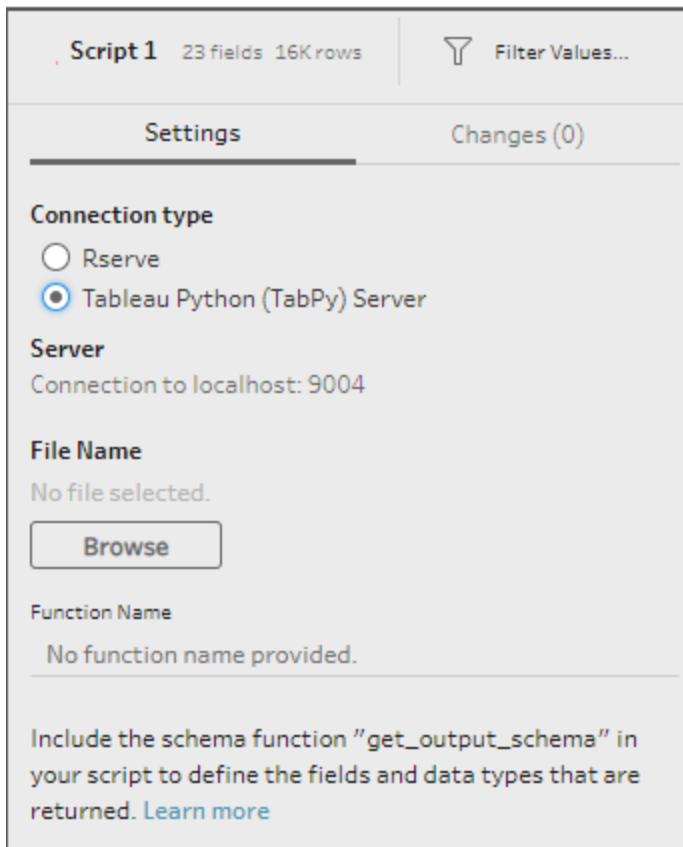 Script 1 23 fields 16K rows Filter Values...
Settings Changes (0)
Connection type
Rserve
Tableau Python (TabPy) Server
Server
Connection to localhost: 9004
File Name
No file selected.
Browse
Function Name
No function name provided.
Include the schema function "get_output_schema" in
your script to define the fields and data types that are
returned. Learn more